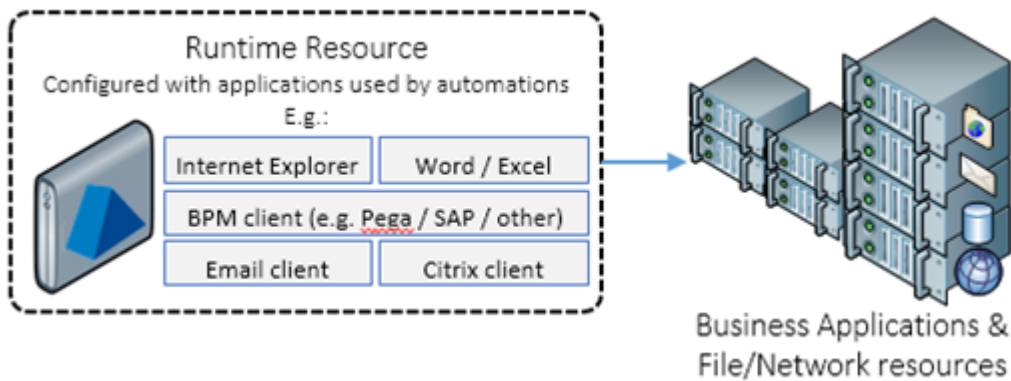 Runtime Resource
Configured with applications used by automations
E.g.:
Internet Explorer
Word / Excel
BPM client (e.g. Pega / SAP / other)
Email client
Citrix client
Business Applications &
File/Network resources